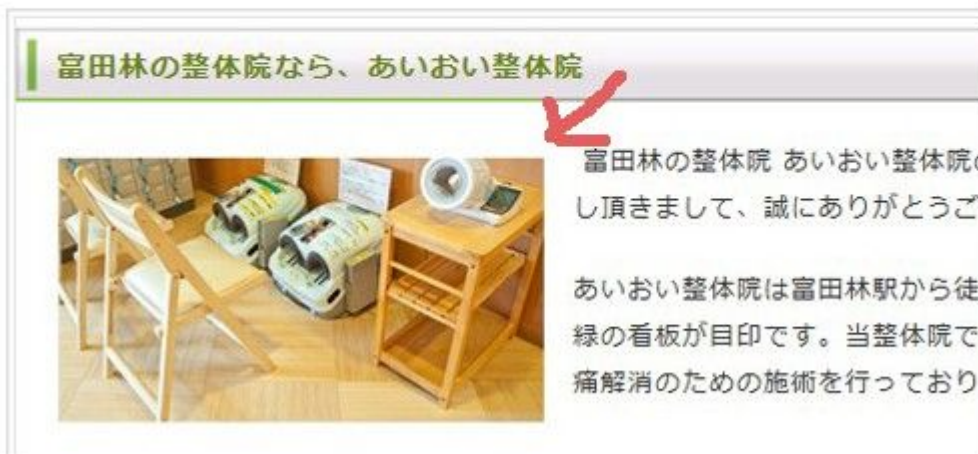 富田林の整体院なら、あいおい整体院
富田林の整体院 あいおい整体院の
し頂きまして、誠にありがとうご
あいおい整体院は富田林駅から徒
緑の看板が目印です。当整体院で
痛解消のための施術を行っており